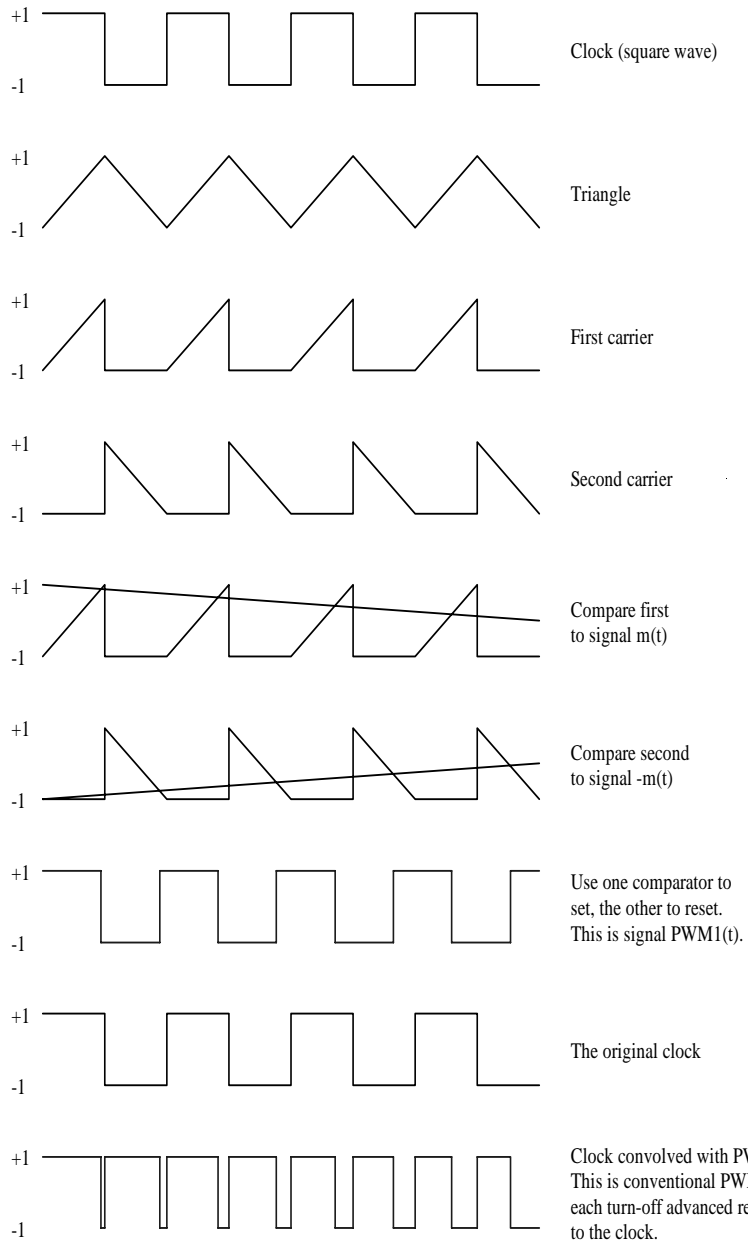 +1
-1
Clock (square wave)
+1
-1
Triangle
+1
-1
First carrier
+1
-1
Second carrier
+1
-1
Compare first
to signal m(t)
+1
-1
Compare second
to signal -m(t)
+1
-1
Use one comparator to
set, the other to reset.
This is signal PWM1(t).
+1
-1
The original clock
+1
-1
Clock convolved with
This is conventional
each turn-off advanced
to the clock.